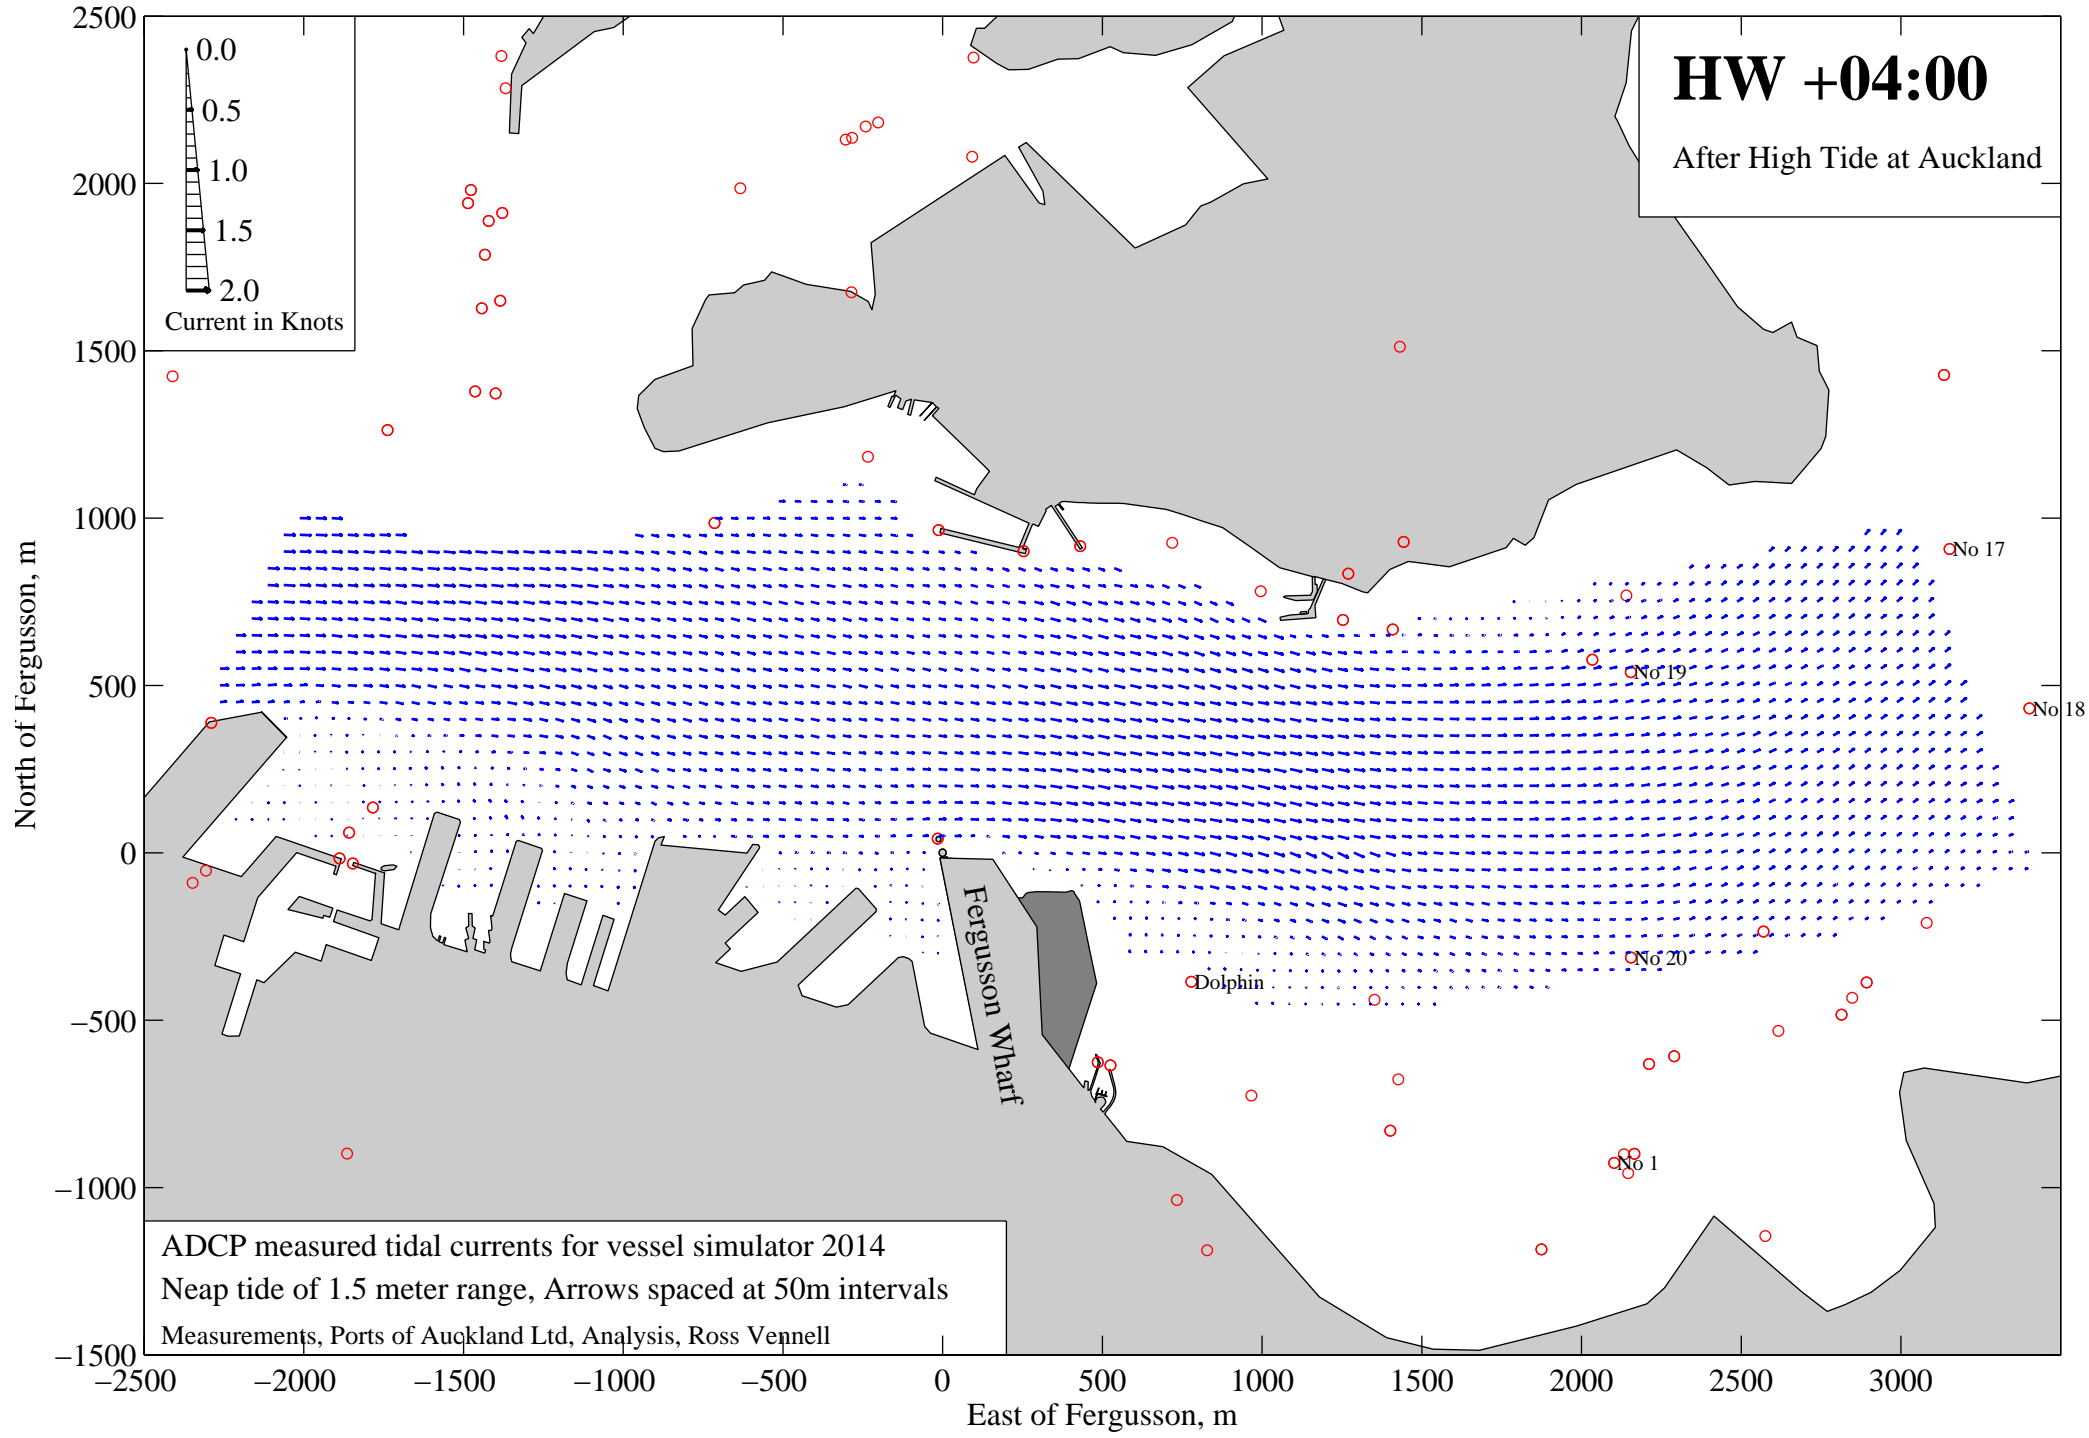 2500
2000
1500
1000
500
0
−500
−1000
−1500
−2500
−2000
−1500
−1000
−500
0
500
1000
1500
2000
2500
3000
North of Fergusson, m
East of Fergusson, m
0.0
0.5
1.0
1.5
2.0
Current in Knots
HW +04:00
After High Tide at Auckland
No 17
No 19
No 18
No 20
Dolphin
No 1
Fergusson Wharf
ADCP measured tidal currents for vessel simulator 2014
Neap tide of 1.5 meter range, Arrows spaced at 50m intervals
Measurements, Ports of Auckland Ltd, Analysis, Ross Vennell